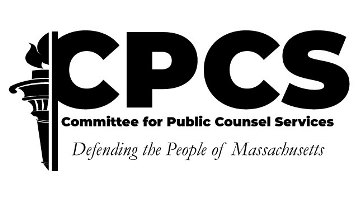 CPCS
Committee for Public Counsel Services
Defending the People of Massachusetts